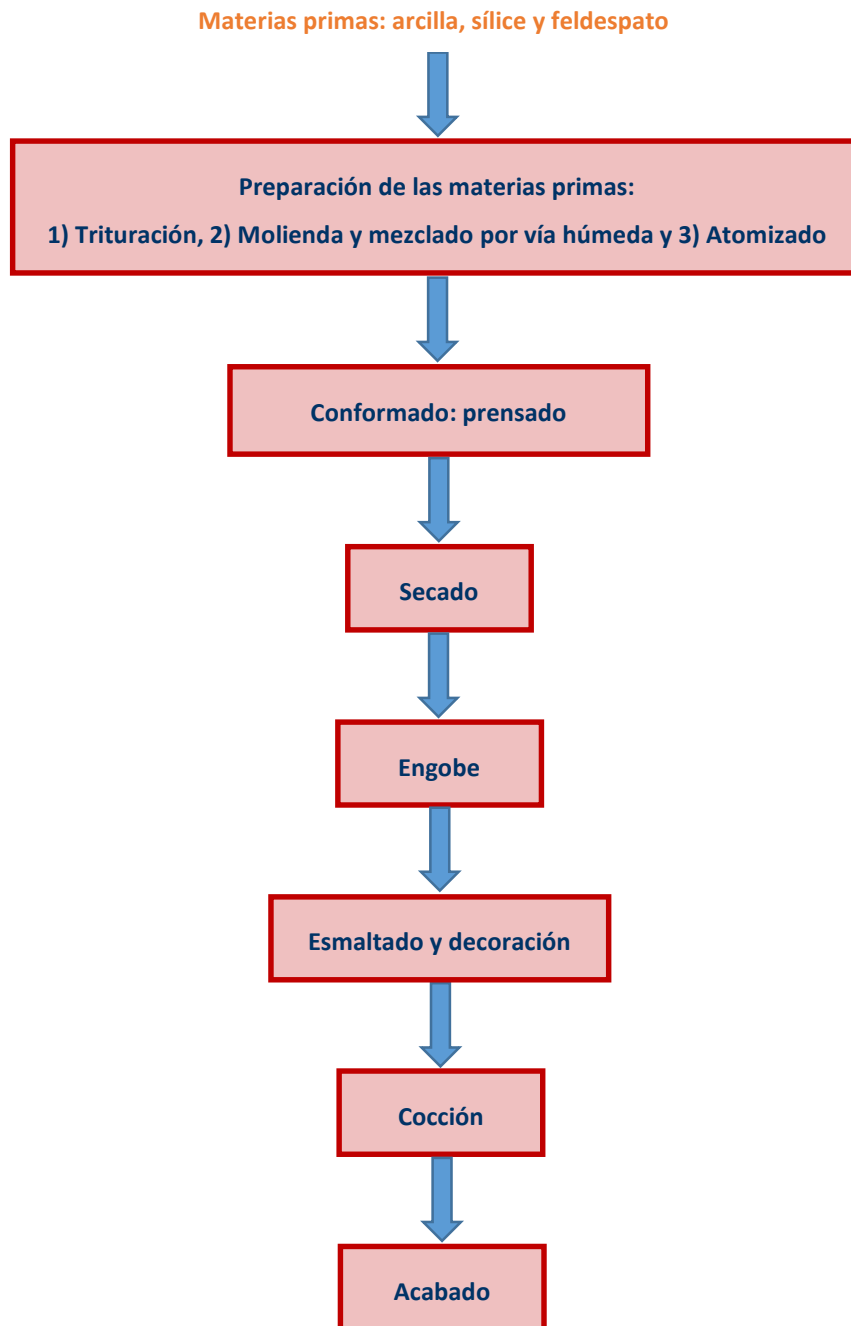 Materias primas: arcilla, sílice y feldespato
Preparación de las materias primas:
1) Trituración, 2) Molienda y mezclado por vía húmeda y 3) Atomizado
Conformado: prensado
Secado
Engobe
Esmaltado y decoración
Cocción
Acabado